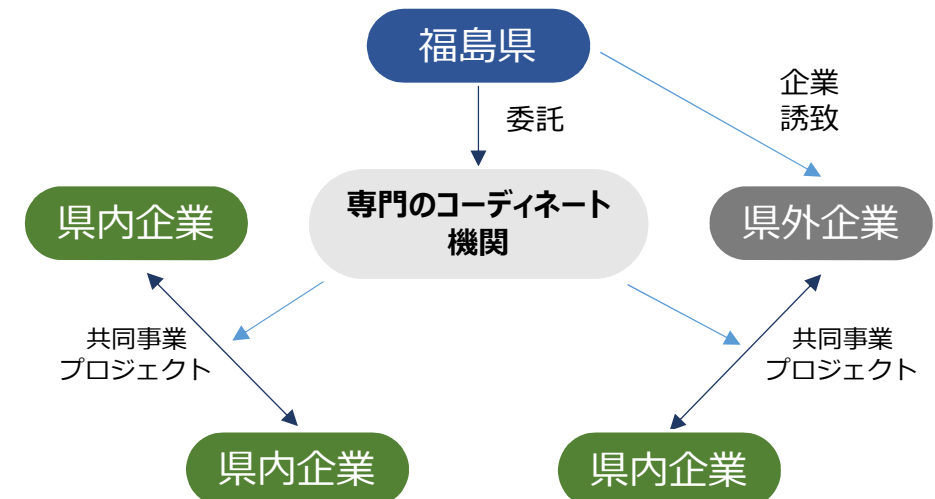 福島県
企業
誘致
委託
専門のコーディネート
機関
県内企業
県外企業
共同事業
プロジェクト
共同事業
プロジェクト
県内企業
県内企業